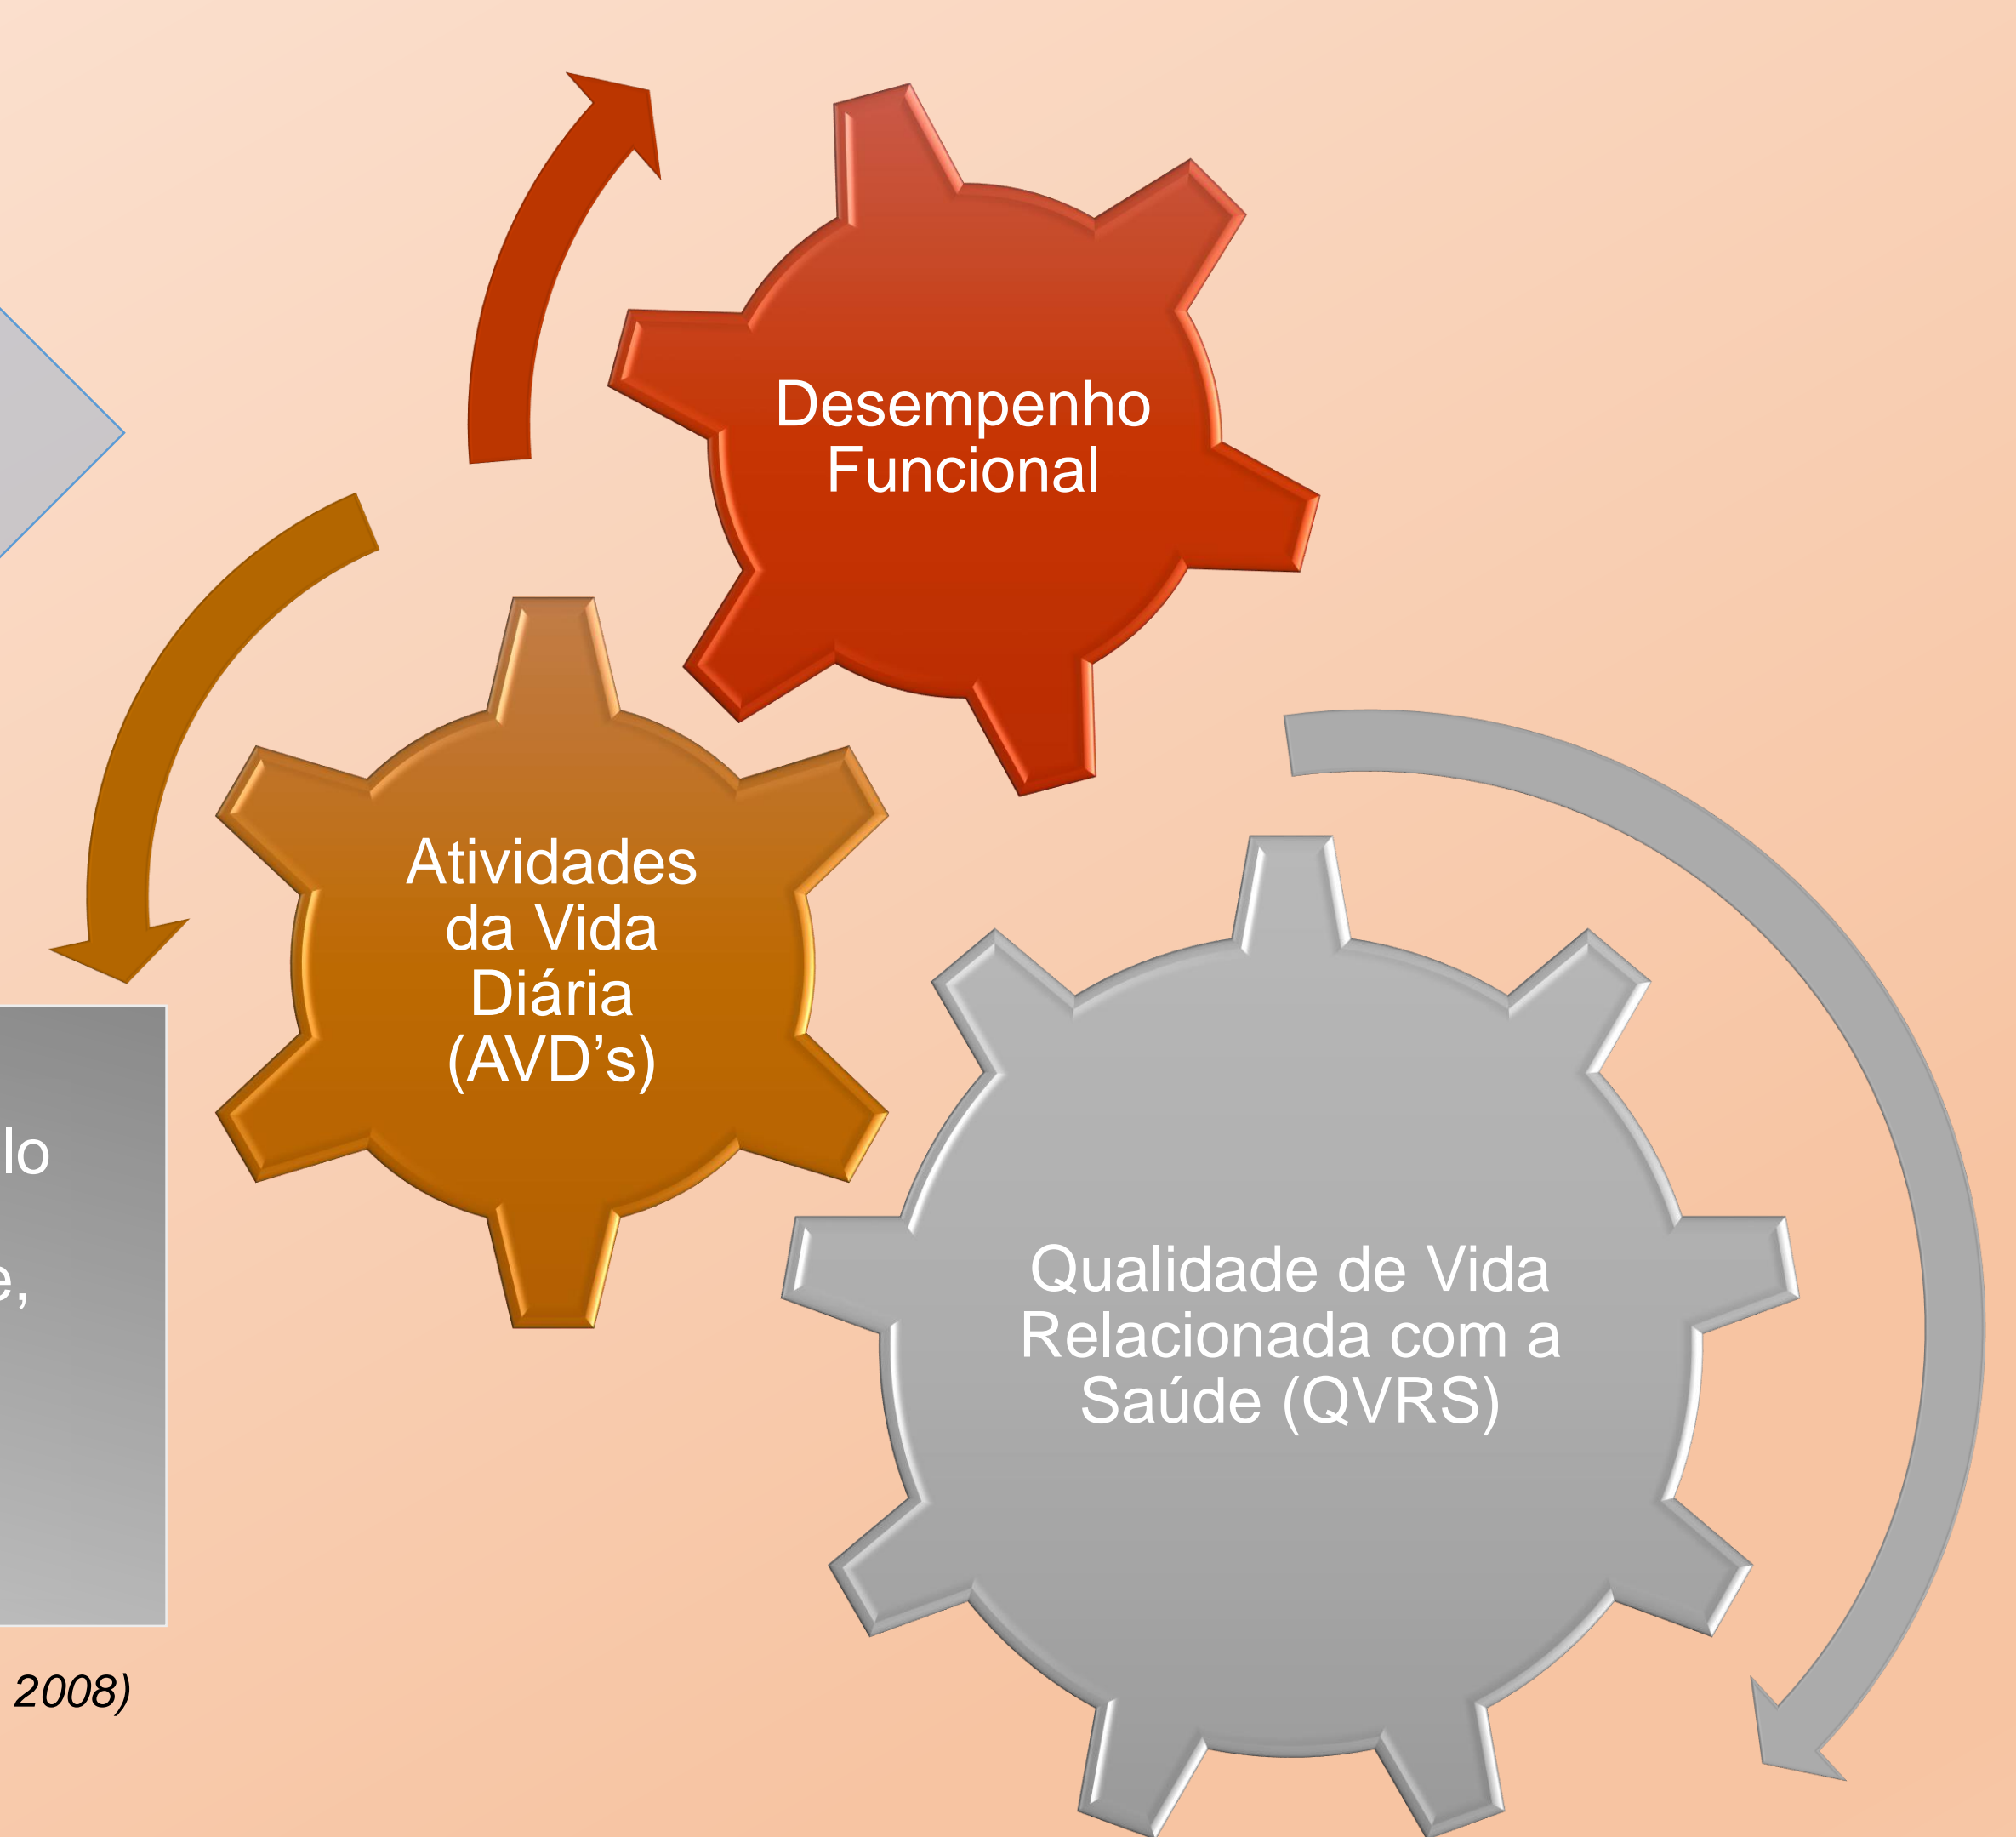 Desempenho
Funcional
Atividades
da Vida
Diária
(AVD’s)
lo
e,
Qualidade de Vida
Relacionada com a
Saúde (QVRS)
2008)